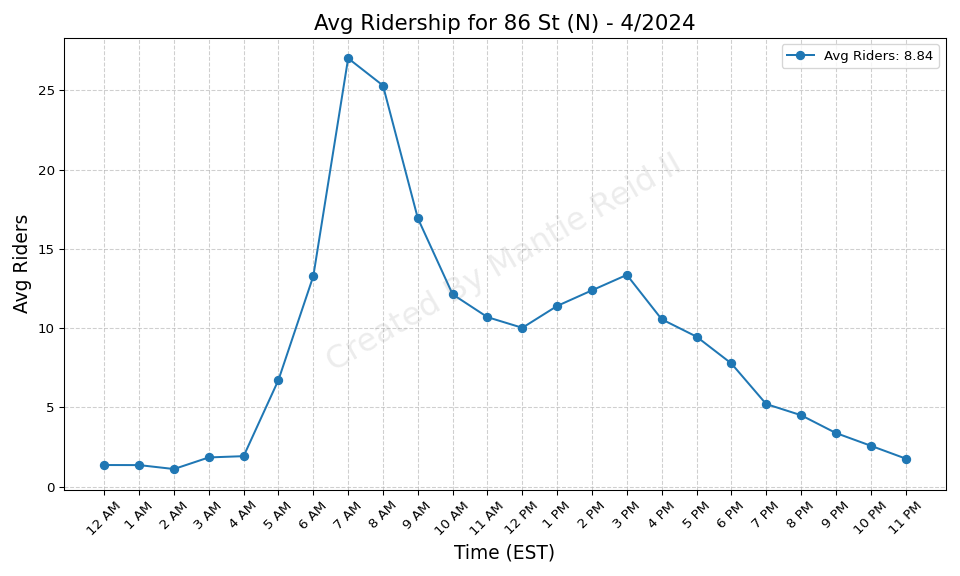 Avg Ridership for 86 St (N) - 4/2024
Avg Riders: 8.84
Avg Riders
25
20
15
10
5
0
Created By Mantie Reid II
12 AM
1 AM
2 AM
3 AM
4 AM
5 AM
6 AM
7 AM
8 AM
9 AM
10 AM
11 AM
12 PM
1 PM
2 PM
3 PM
4 PM
5 PM
6 PM
7 PM
8 PM
9 PM
10 PM
11 PM
Time (EST)